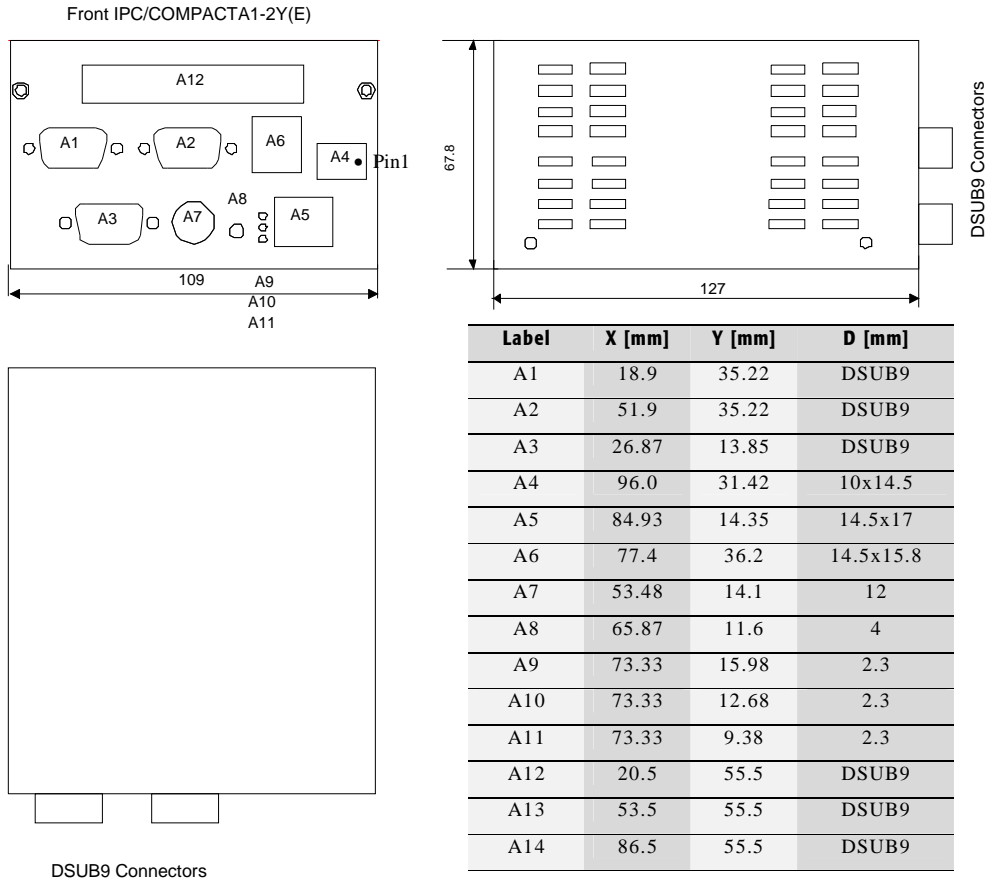 Front IPC/COMPACTA1-2Y(E)
A12
A1
A2
A6
A4
Pin1
A3
A7
A8
A5
109
A9
A10
A11
67.8
127
DSUB9 Connectors
DSUB9 Connectors
Label X [mm] Y [mm] D [mm]
A1 18.9 35.22 DSUB9
A2 51.9 35.22 DSUB9
A3 26.87 13.85 DSUB9
A4 96.0 31.42 10x14.5
A5 84.93 14.35 14.5x17
A6 77.4 36.2 14.5x15.8
A7 53.48 14.1 12
A8 65.87 11.6 4
A9 73.33 15.98 2.3
A10 73.33 12.68 2.3
A11 73.33 9.38 2.3
A12 20.5 55.5 DSUB9
A13 53.5 55.5 DSUB9
A14 86.5 55.5 DSUB9